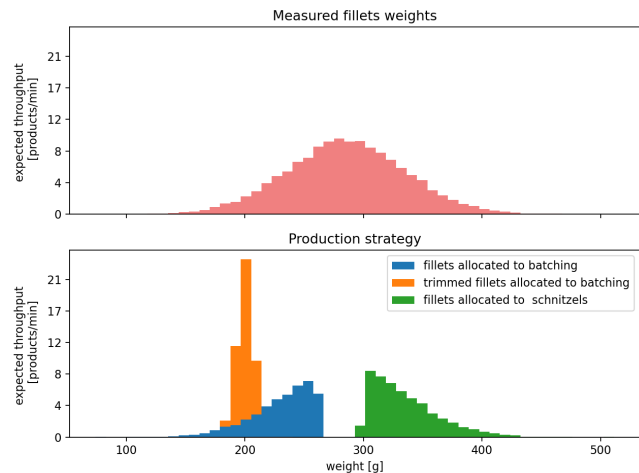 Measured fillets weights
expected throughput
[products/min]
21
17
12
8
4
0
Production strategy
expected throughput
[products/min]
21
17
12
8
4
0
fillets allocated to batching
trimmed fillets allocated to batching
fillets allocated to  schnitzels
100
200
300
400
500
weight [g]